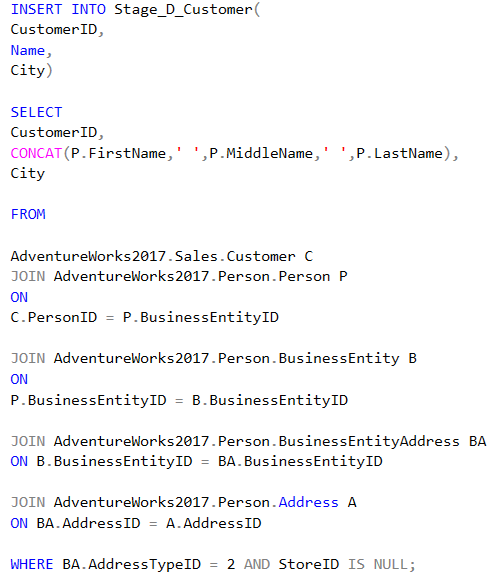 INSERT INTO Stage_D_Customer(
CustomerID,
Name,
City)
SELECT
CustomerID,
CONCAT(P.FirstName,' ',P.MiddleName,' ',P.LastName),
City
FROM
AdventureWorks2017.Sales.Customer C
JOIN AdventureWorks2017.Person.Person P
ON
C.PersonID = P.BusinessEntityID
JOIN AdventureWorks2017.Person.BusinessEntity B
ON
P.BusinessEntityID = B.BusinessEntityID
JOIN AdventureWorks2017.Person.BusinessEntityAddress BA
ON B.BusinessEntityID = BA.BusinessEntityID
JOIN AdventureWorks2017.Person.Address A
ON BA.AddressID = A.AddressID
WHERE BA.AddressTypeID = 2 AND StoreID IS NULL;